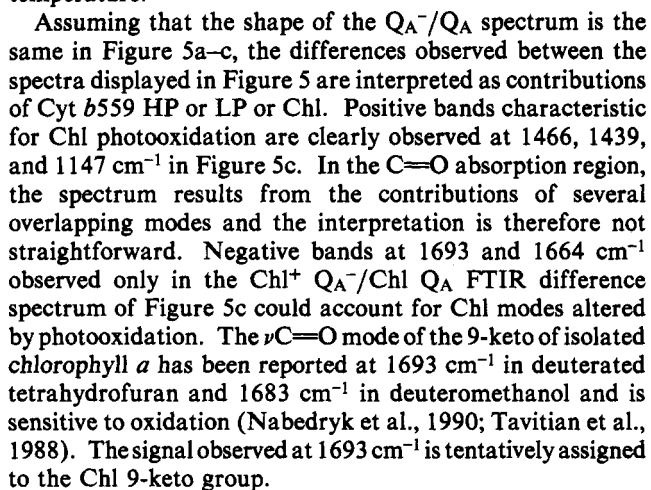 temperature.
Assuming that the shape of the QA⁻/QA spectrum is the
same in Figure 5a–c, the differences observed between the
spectra displayed in Figure 5 are interpreted as contributions
of Cyt b559 HP or LP or Chl. Positive bands characteristic
for Chl photooxidation are clearly observed at 1466, 1439,
and 1147 cm⁻¹ in Figure 5c. In the C=O absorption region,
the spectrum results from the contributions of several
overlapping modes and the interpretation is therefore not
straightforward. Negative bands at 1693 and 1664 cm⁻¹
observed only in the Chl⁺ QA⁻/Chl QA FTIR difference
spectrum of Figure 5c could account for Chl modes altered
by photooxidation. The νC=O mode of the 9-keto of isolated
chlorophyll a has been reported at 1693 cm⁻¹ in deuterated
tetrahydrofuran and 1683 cm⁻¹ in deuteromethanol and is
sensitive to oxidation (Nabedryk et al., 1990; Tavitian et al.,
1988). The signal observed at 1693 cm⁻¹ is tentatively assigned
to the Chl 9-keto group.